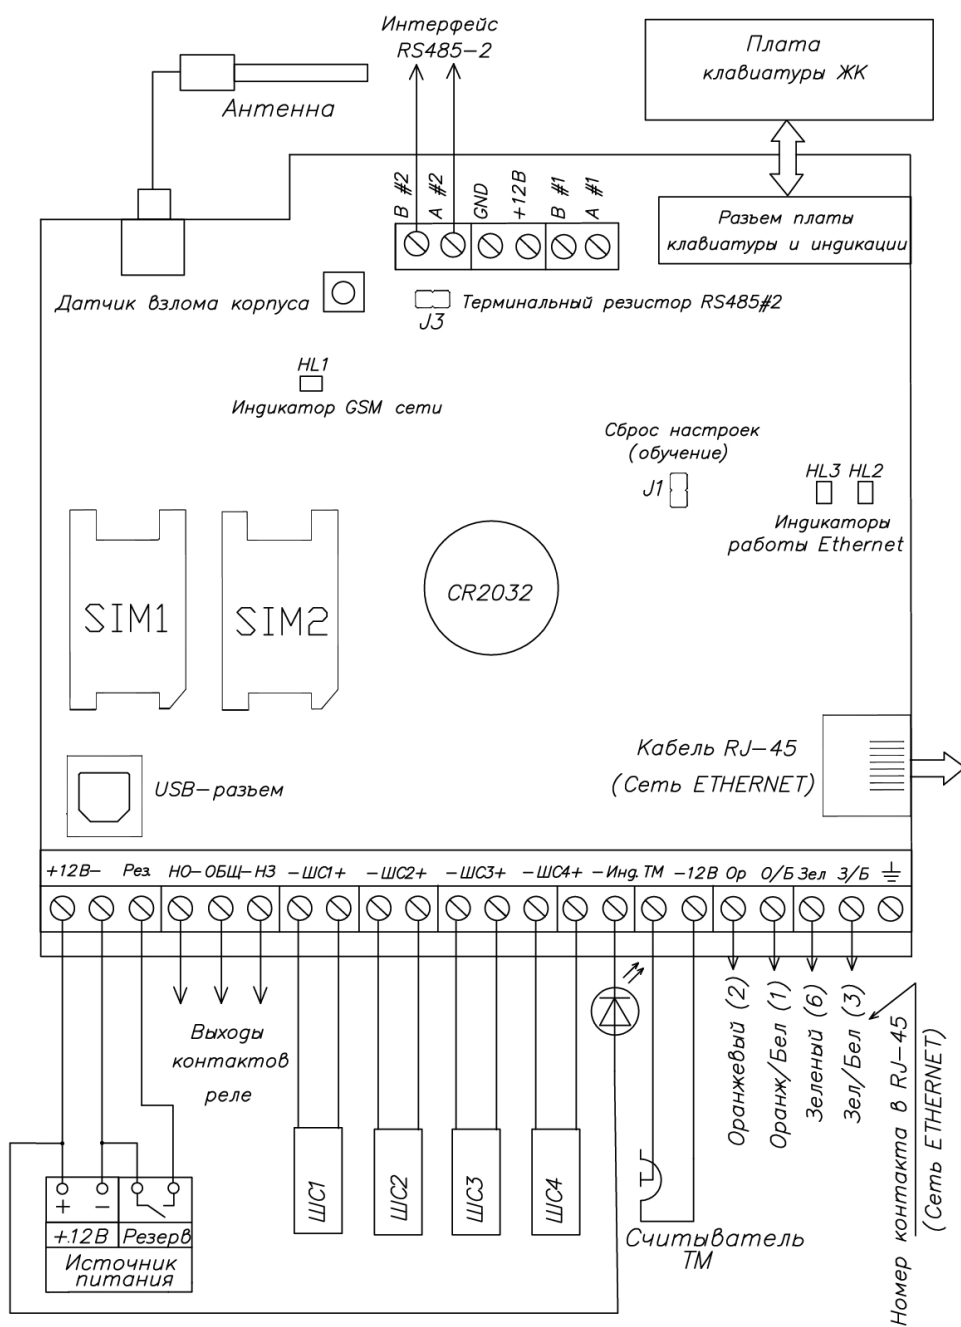 Интерфейс
RS485-2
Плата
клавиатуры ЖК
Антенна
B #2
A #2
GND
+12В
B #1
A #1
Разъем платы
клавиатуры и индикации
Датчик взлома корпуса
J3
Терминальный резистор RS485#2
HL1
Индикатор GSM сети
Сброс настроек
(обучение)
J1
HL3 HL2
Индикаторы
работы Ethernet
SIM1
SIM2
CR2032
Кабель RJ-45
(Сеть ETHERNET)
USB-разъем
+12В- Рез. НО-ОБЩ-НЗ -ШС1+ -ШС2+ -ШС3+ -ШС4+ -Инд. ТМ -12В Ор О/Б Зел З/Б
Выходы
контактов
реле
ШС1
ШС2
ШС3
ШС4
Оранжевый (2)
Оранж/Бел (1)
Зеленый (6)
Зел/Бел (3)
Номер контакта в RJ-45
(Сеть ETHERNET)
Считыватель
ТМ
+ -
+.12В Резерв
Источник
питания